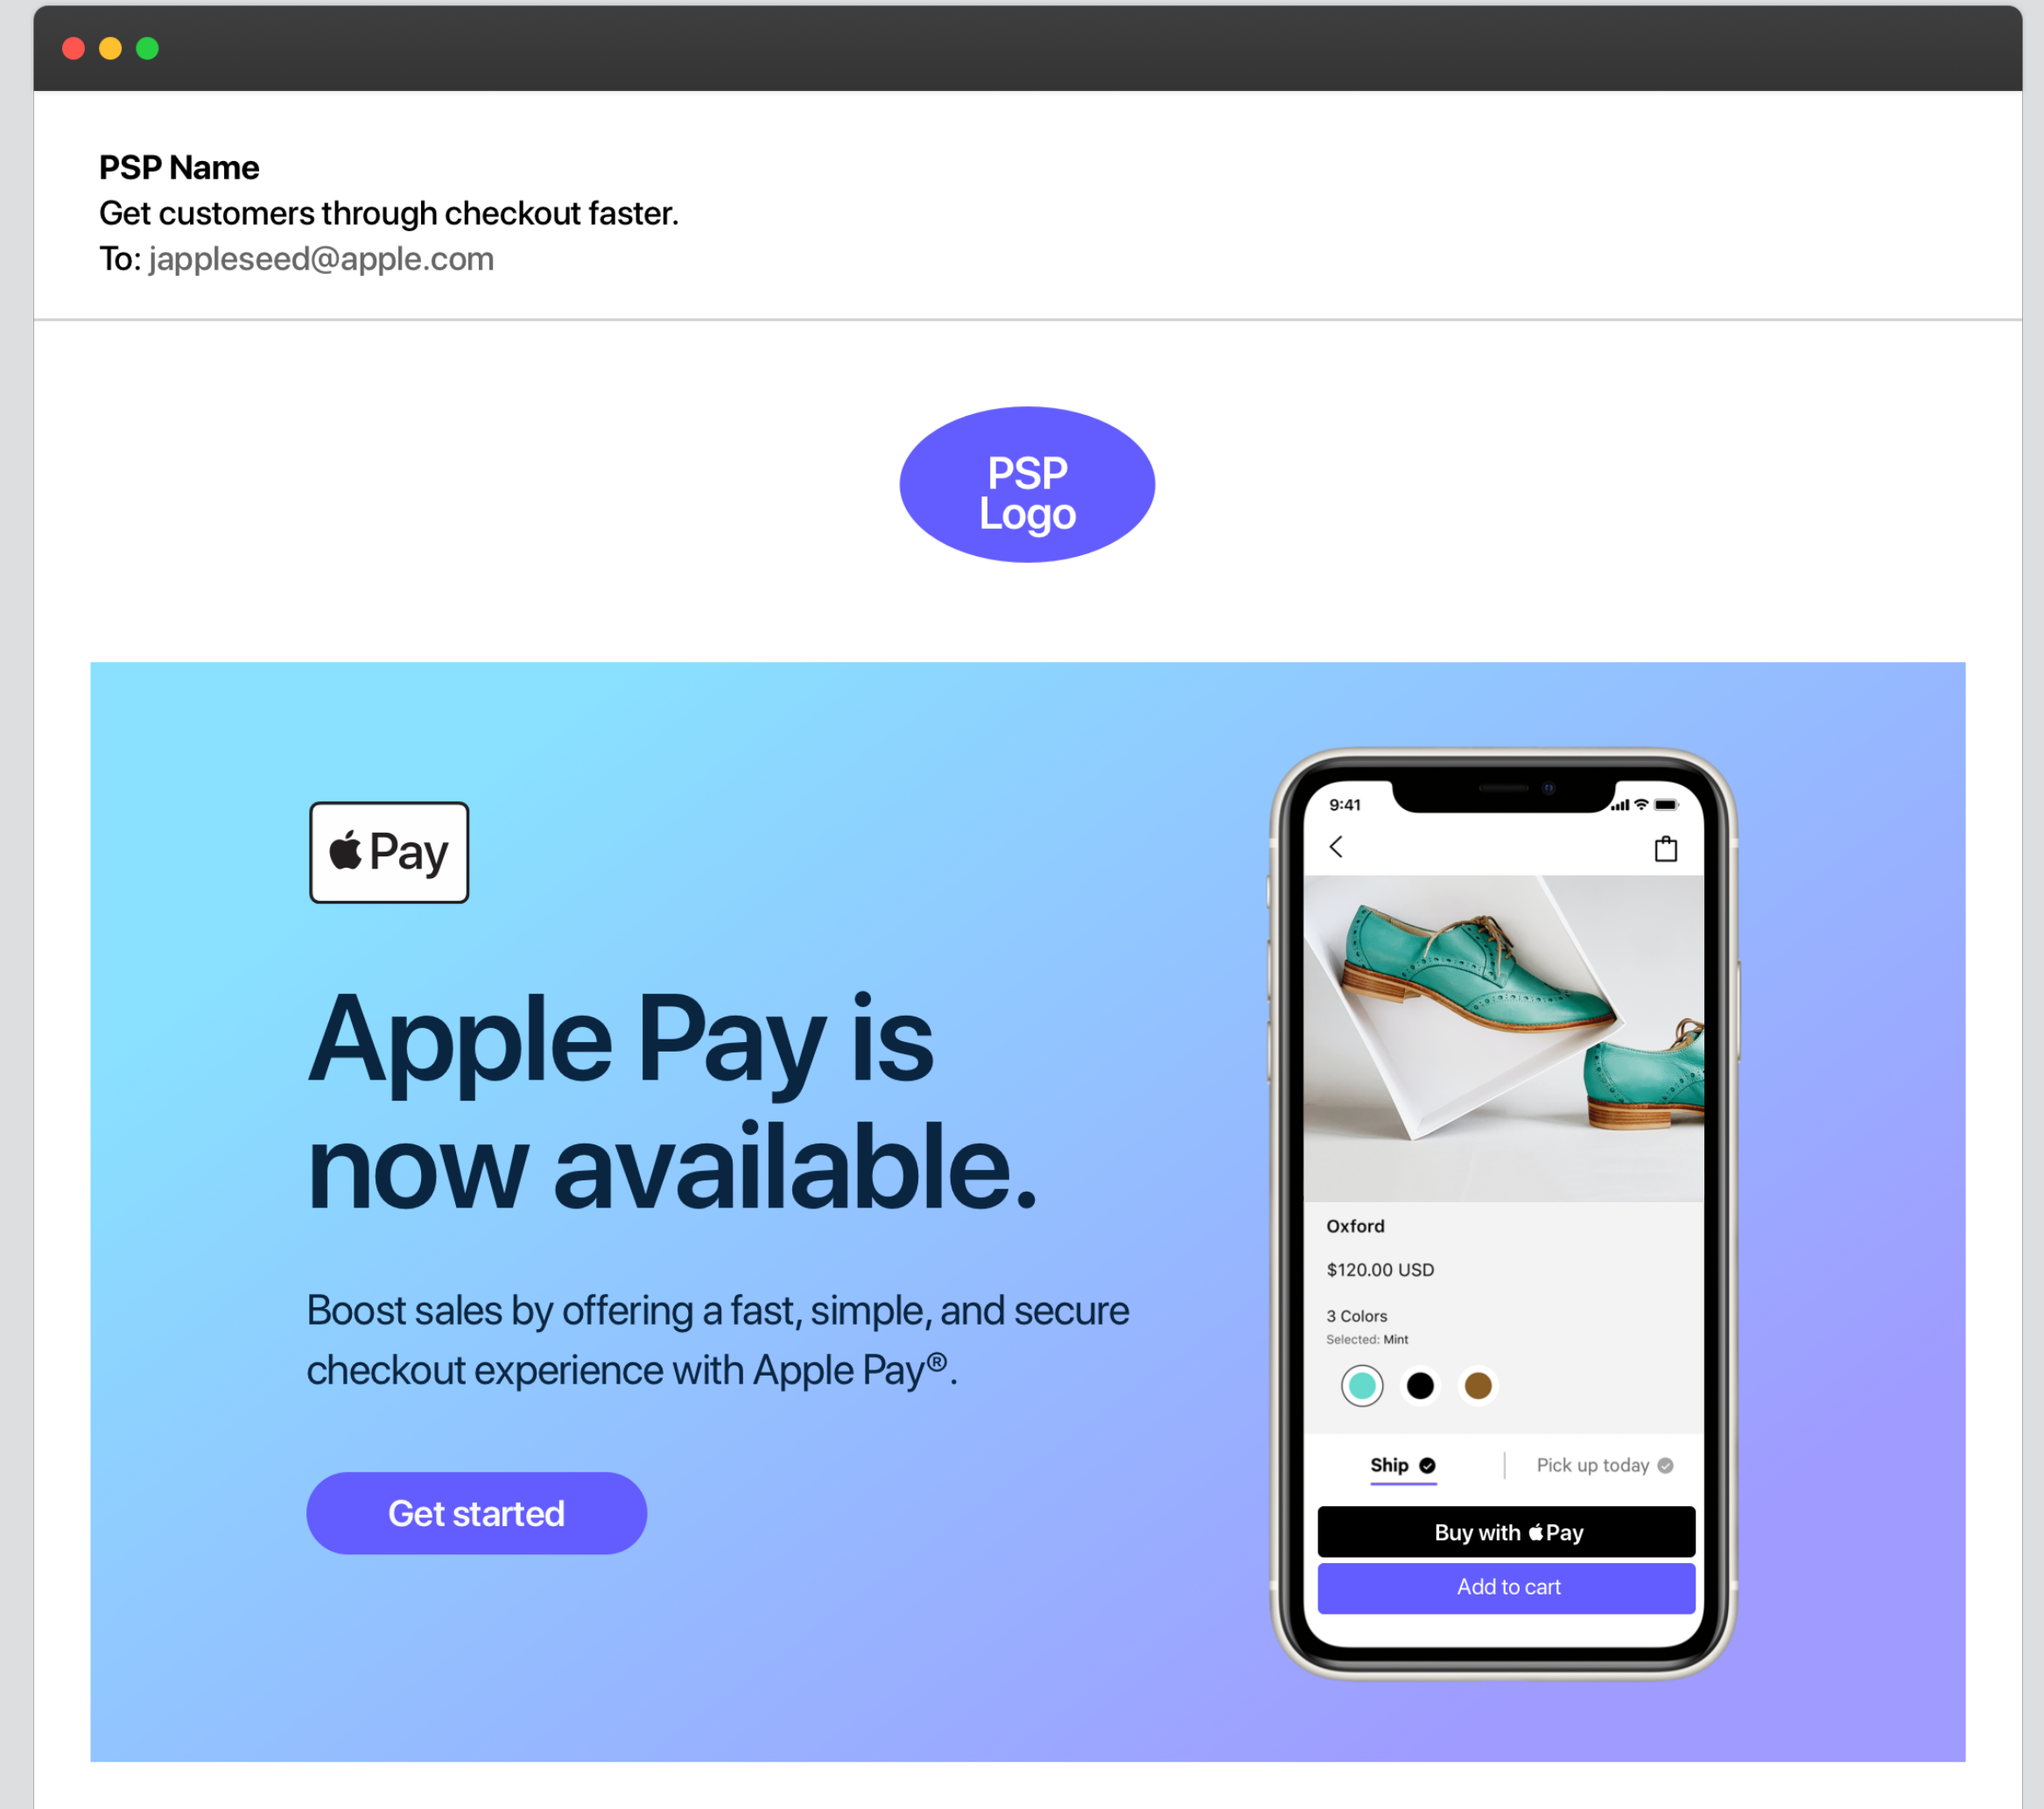 PSP Name
Get customers through checkout faster.
To: jappleseed@apple.com
PSP
Logo
Pay
Apple Pay is
now available.
Boost sales by offering a fast, simple, and secure
checkout experience with Apple Pay®.
Get started
9:41
Oxford
$120.00 USD
3 Colors
Selected: Mint
Ship
Pick up today
Buy with Pay
Add to cart